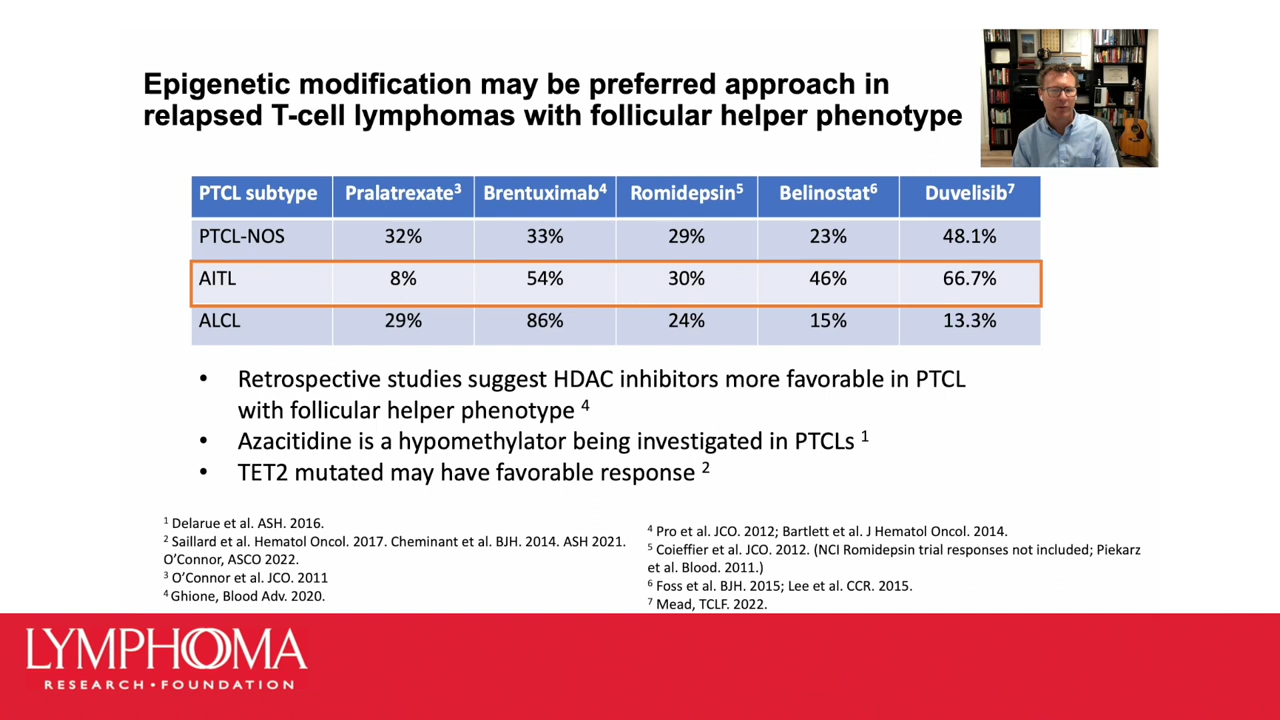 Epigenetic modification may be preferred approach in
relapsed T-cell lymphomas with follicular helper phenotype
PTCL subtype Pralatrexate3 Brentuximab4 Romidepsin5 Belinostat6 Duvelisib7
PTCL-NOS 32% 33% 29% 23% 48.1%
AITL 8% 54% 30% 46% 66.7%
ALCL 29% 86% 24% 15% 13.3%
• Retrospective studies suggest HDAC inhibitors more favorable in PTCL
with follicular helper phenotype 4
• Azacitidine is a hypomethylator being investigated in PTCLs 1
• TET2 mutated may have favorable response 2
1 Delarue et al. ASH. 2016.
2 Saillard et al. Hematol Oncol. 2017. Cheminant et al. BJH. 2014. ASH 2021.
O’Connor, ASCO 2022.
3 O’Connor et al. JCO. 2011
4 Ghione, Blood Adv. 2020.
4 Pro et al. JCO. 2012; Bartlett et al. J Hematol Oncol. 2014.
5 Coieffier et al. JCO. 2012. (NCI Romidepsin trial responses not included; Piekarz
et al. Blood. 2011.)
6 Foss et al. BJH. 2015; Lee et al. CCR. 2015.
7 Mead, TCLF. 2022.
LYMPHOMA
RESEARCH • FOUNDATION